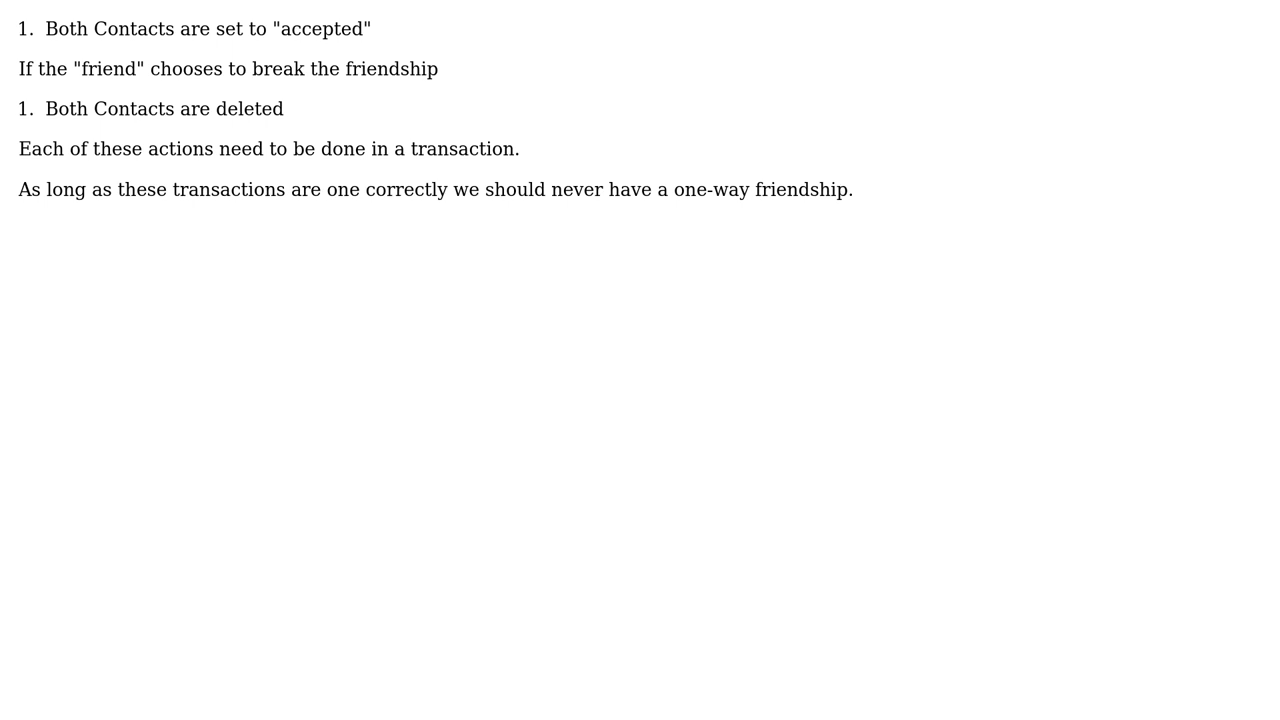 1. Both Contacts are set to "accepted"
If the "friend" chooses to break the friendship
1. Both Contacts are deleted
Each of these actions need to be done in a transaction.
As long as these transactions are one correctly we should never have a one-way friendship.